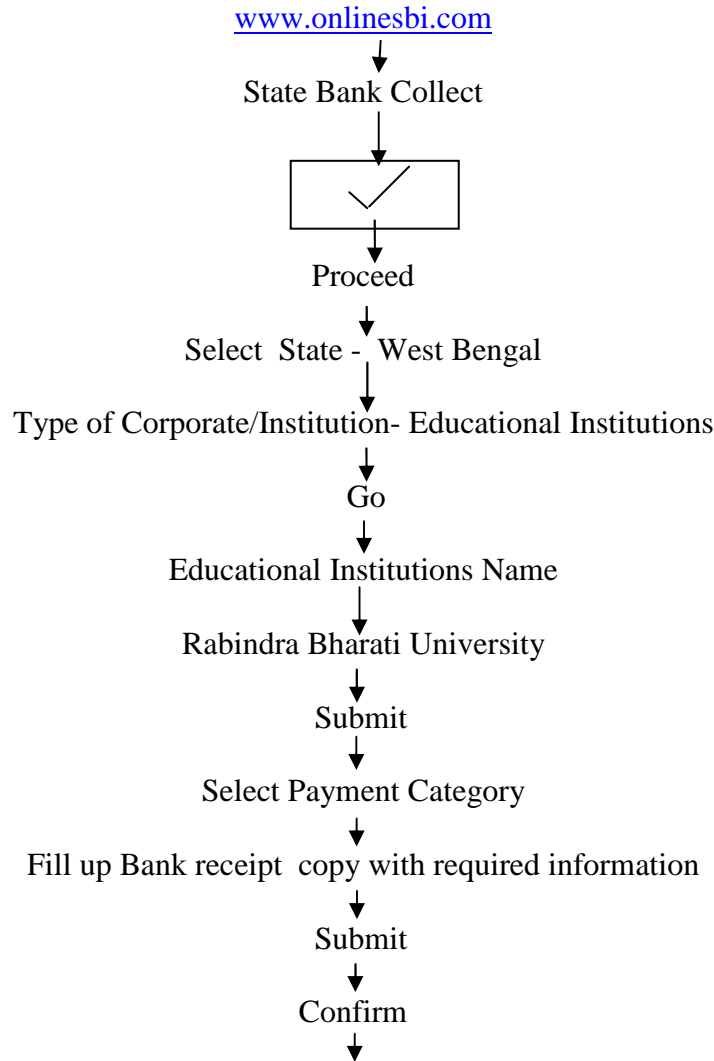 www.onlinesbi.com
State Bank Collect
Proceed
Select State - West Bengal
Type of Corporate/Institution- Educational Institutions
Go
Educational Institutions Name
Rabindra Bharati University
Submit
Select Payment Category
Fill up Bank receipt copy with required information
Submit
Confirm